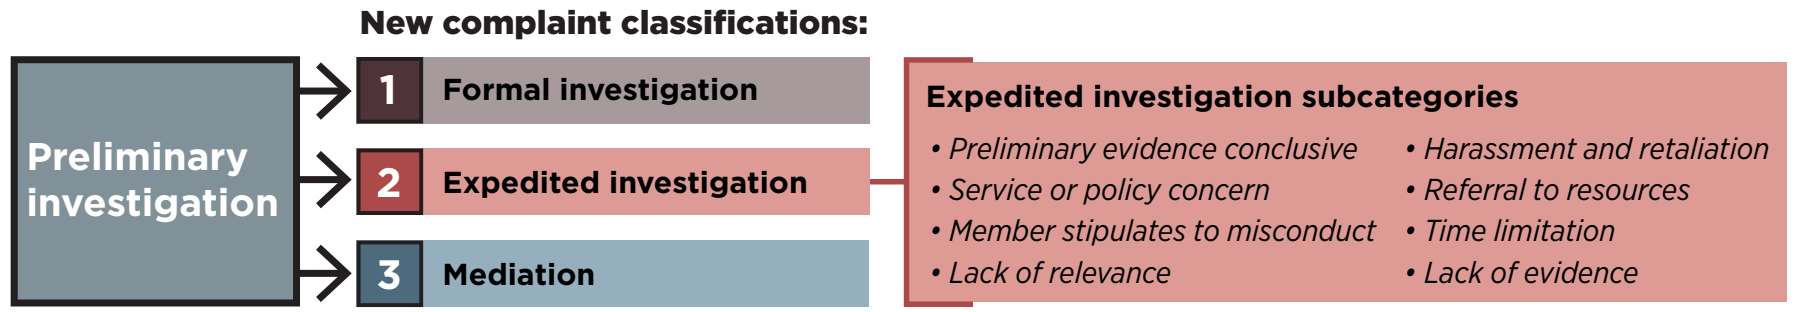 New complaint classifications:
Preliminary
investigation
1 Formal investigation
2 Expedited investigation
3 Mediation
Expedited investigation subcategories
• Preliminary evidence conclusive
• Service or policy concern
• Member stipulates to misconduct
• Lack of relevance
• Harassment and retaliation
• Referral to resources
• Time limitation
• Lack of evidence